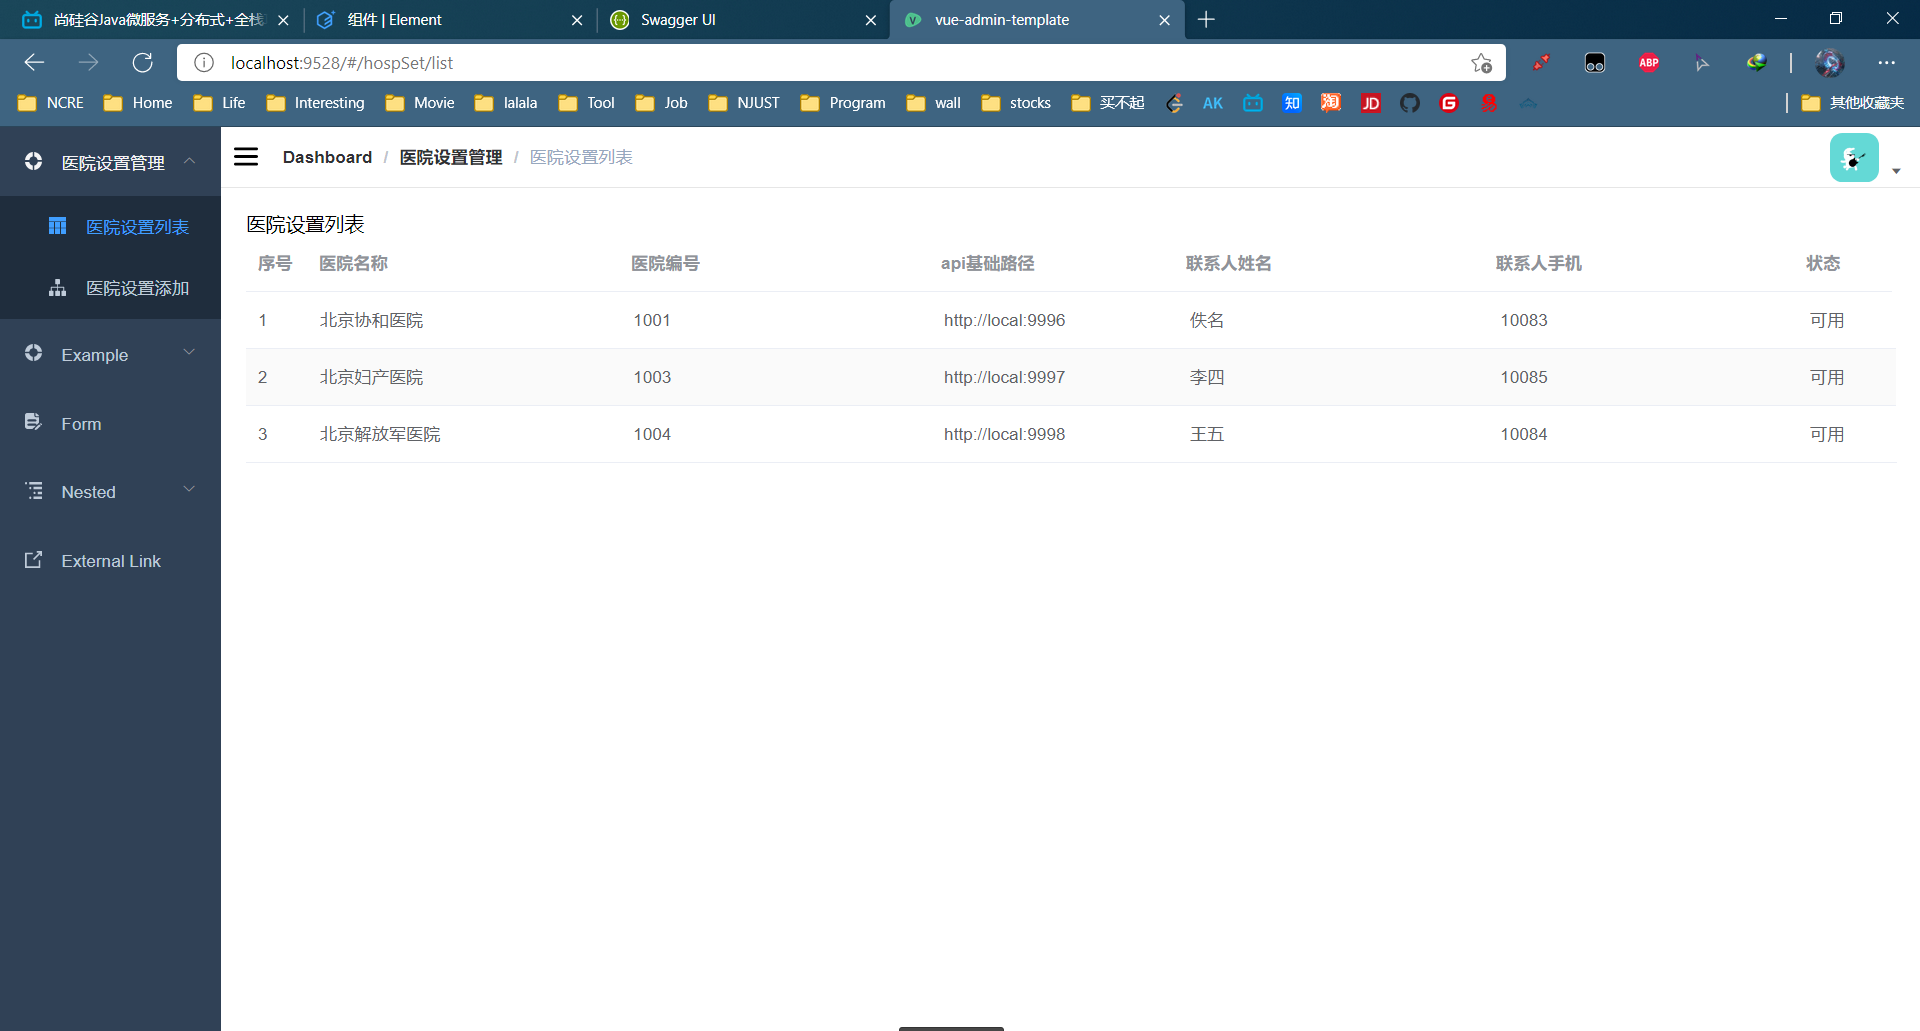 尚硅谷Java微服务+分布式+全栈
组件 | Element
Swagger UI
vue-admin-template
localhost:9528/#/hospSet/list
ABP
NCRE Home Life Interesting Movie lalala Tool Job NJUST Program wall stocks 买不起 AK 知 淘 JD G 其他收藏夹
医院设置管理
医院设置列表
医院设置添加
Example
Form
Nested
External Link
Dashboard / 医院设置管理 / 医院设置列表
医院设置列表
序号 医院名称 医院编号 api基础路径 联系人姓名 联系人手机 状态
1 北京协和医院 1001 http://local:9996 佚名 10083 可用
2 北京妇产医院 1003 http://local:9997 李四 10085 可用
3 北京解放军医院 1004 http://local:9998 王五 10084 可用